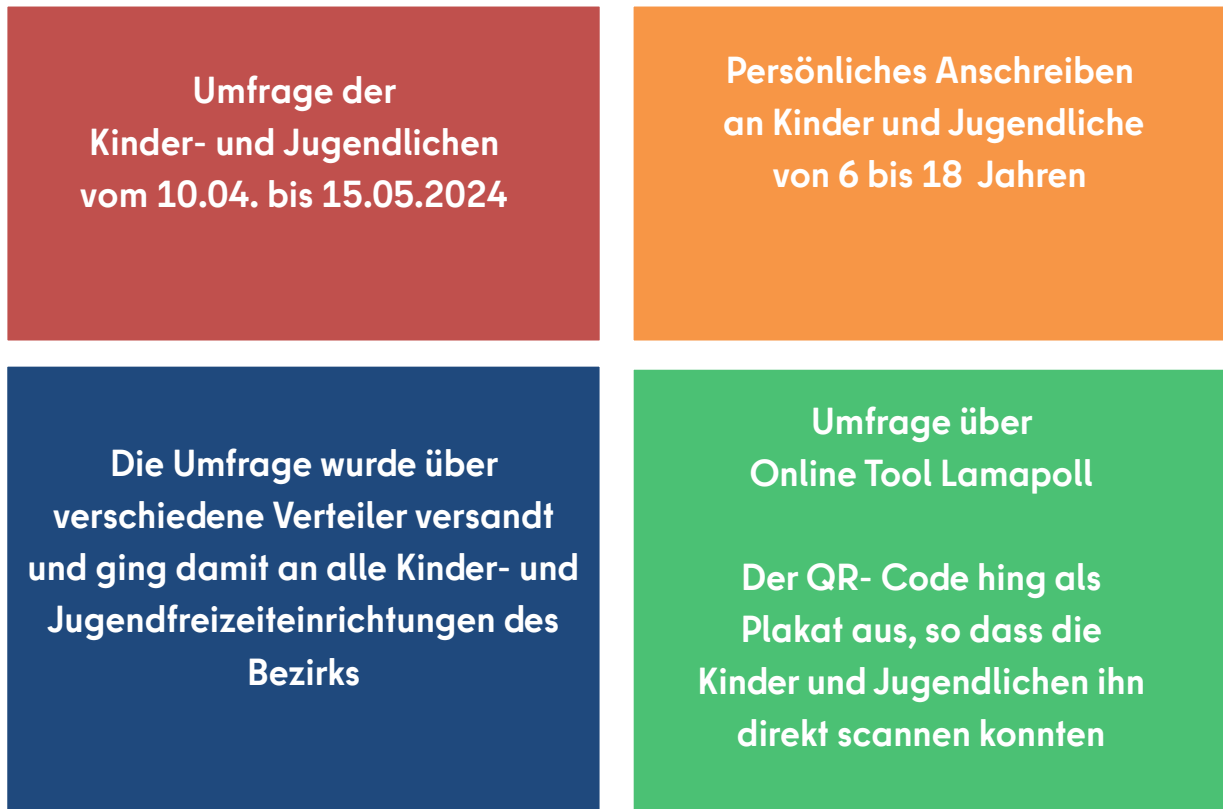 Umfrage der
Kinder- und Jugendlichen
vom 10.04. bis 15.05.2024
Persönliches Anschreiben
an Kinder und Jugendliche
von 6 bis 18  Jahren
Die Umfrage wurde über
verschiedene Verteiler versandt
und ging damit an alle Kinder- und
Jugendfreizeiteinrichtungen des
Bezirks
Umfrage über
Online Tool Lamapoll
Der QR- Code hing als
Plakat aus, so dass die
Kinder und Jugendlichen ihn
direkt scannen konnten